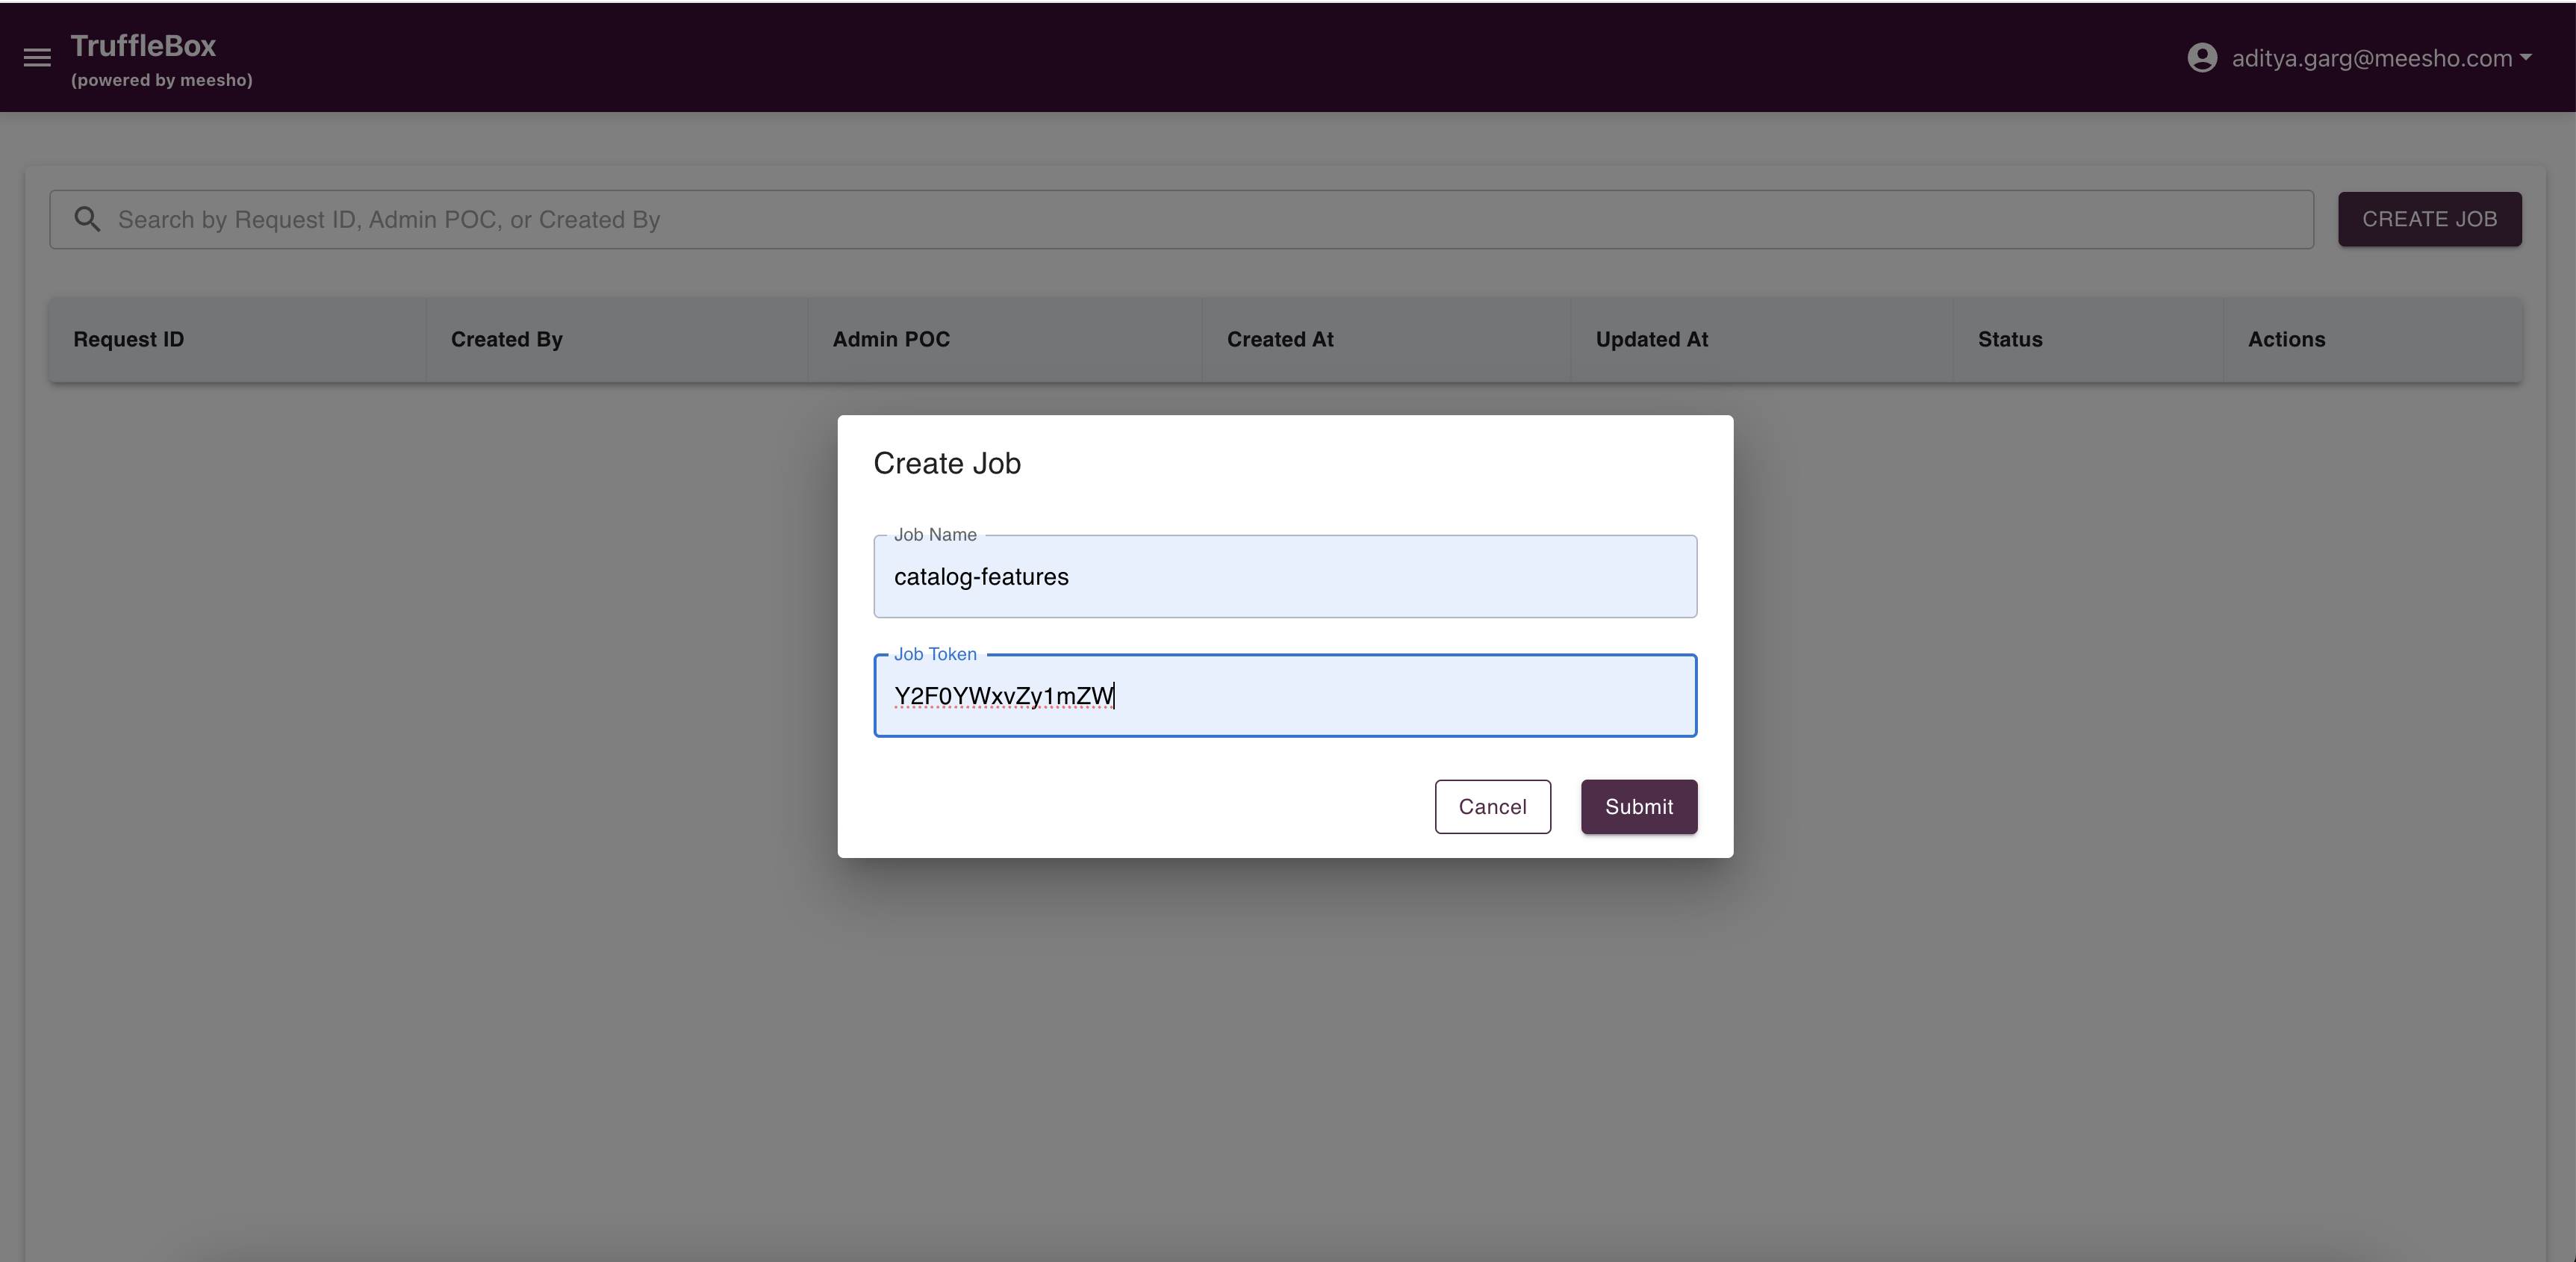 TruffleBox
(powered by meesho)
aditya.garg@meesho.com
Search by Request ID, Admin POC, or Created By
CREATE JOB
Request ID Created By Admin POC Created At Updated At Status Actions
Create Job
Job Name
catalog-features
Job Token
Y2F0YWxvZy1mZW
Cancel Submit